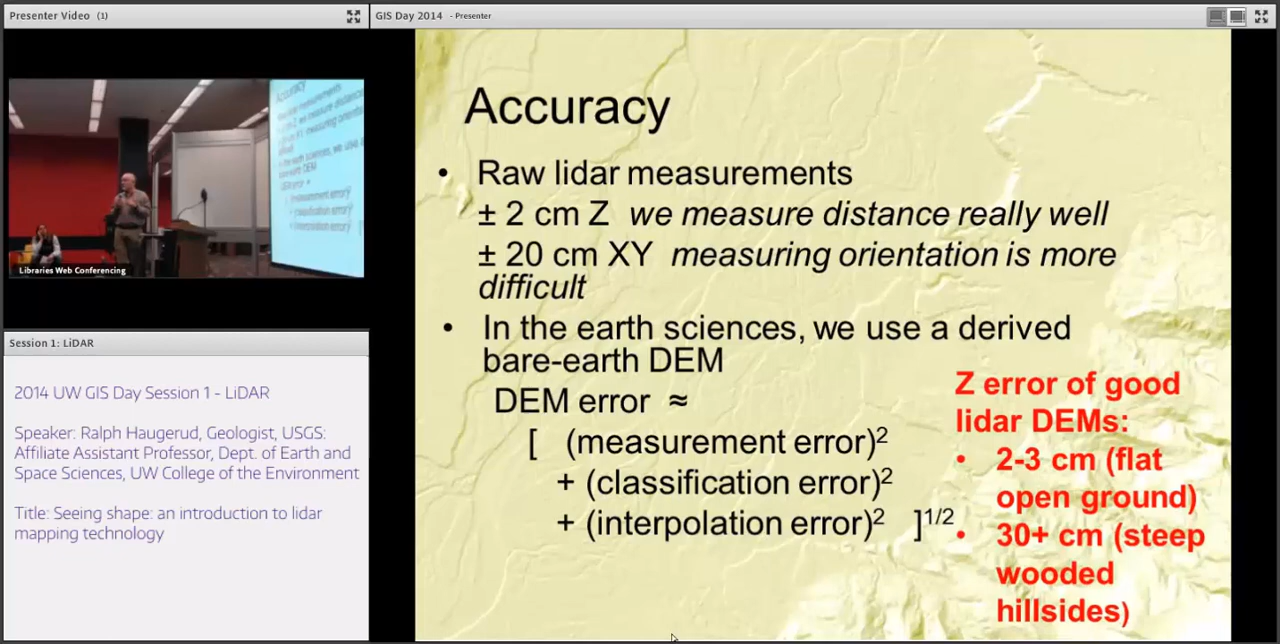 Presenter Video (1)
GIS Day 2014 - Presenter
Libraries Web Conferencing
Session 1: LiDAR
2014 UW GIS Day Session 1 - LiDAR
Speaker: Ralph Haugerud, Geologist, USGS:
Affiliate Assistant Professor, Dept. of Earth and
Space Sciences, UW College of the Environment
Title: Seeing shape: an introduction to lidar
mapping technology
Accuracy
• Raw lidar measurements
± 2 cm Z we measure distance really well
± 20 cm XY measuring orientation is more
difficult
• In the earth sciences, we use a derived
bare-earth DEM
DEM error ≈
[ (measurement error)²
+ (classification error)²
+ (interpolation error)² ]¹/²
Z error of good
lidar DEMs:
• 2-3 cm (flat
open ground)
• 30+ cm (steep
wooded
hillsides)